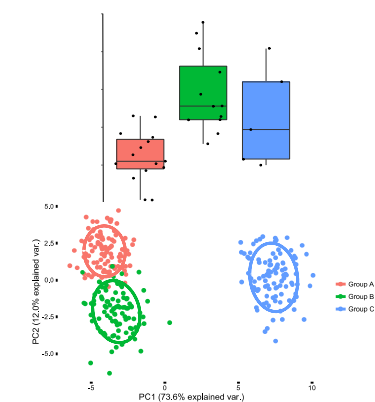 5.0
2.5
0.0
-2.5
-5.0
PC2 (12.0% explained var.)
-5
0
5
10
PC1 (73.6% explained var.)
Group A
Group B
Group C